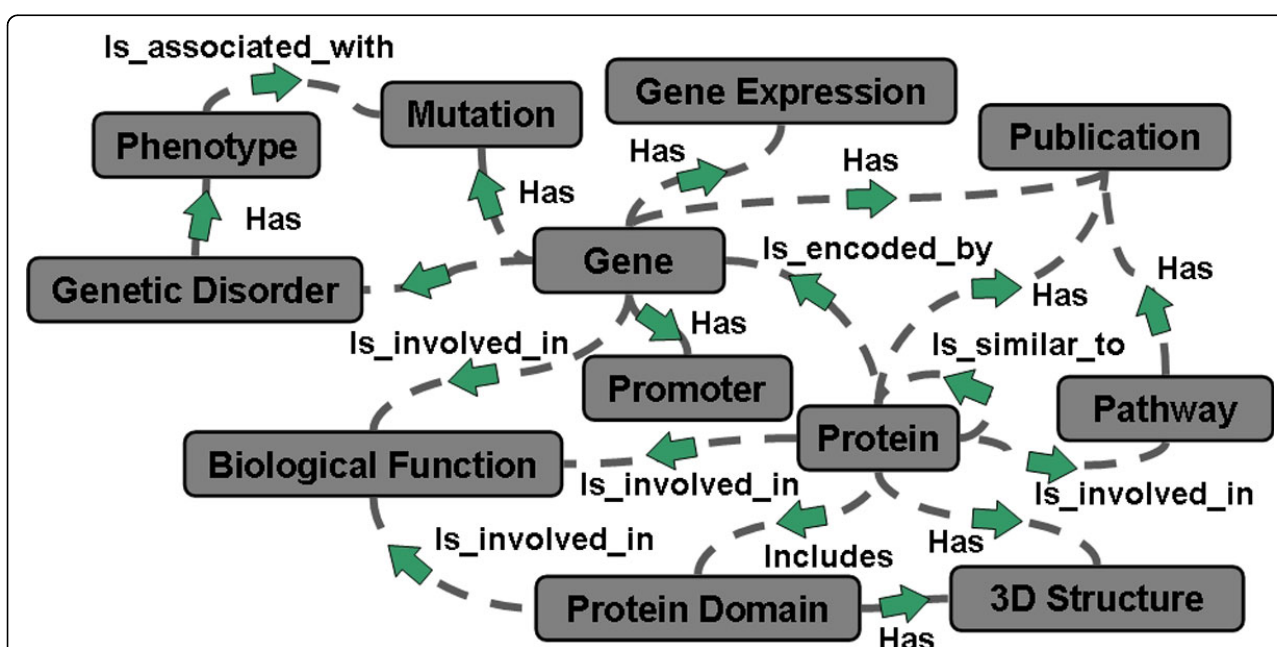 Is_associated_with
Gene Expression
Mutation
Publication
Phenotype
Has
Has
Has
Has
Is_encoded_by
Gene
Genetic Disorder
Has
Has
Has
Is_involved_in
Is_similar_to
Promoter
Pathway
Protein
Biological Function
Is_involved_in
Is_involved_in
Is_involved_in
Includes
Has
Protein Domain
3D Structure
Has